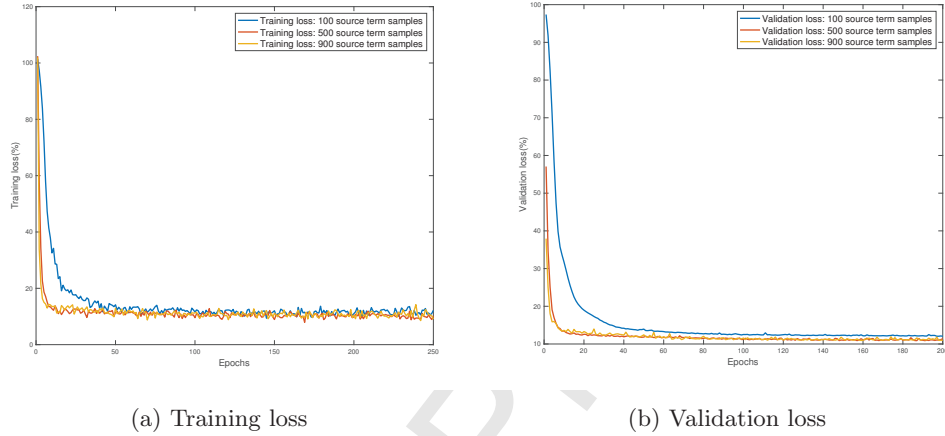 120
100
80
60
40
20
0
Training loss(%)
0 50 100 150 200 250
Epochs
Training loss: 100 source term samples
Training loss: 500 source term samples
Training loss: 900 source term samples
(a) Training loss
100
90
80
70
60
50
40
30
20
10
Validation loss(%)
0 20 40 60 80 100 120 140 160 180 200
Epochs
Validation loss: 100 source term samples
Validation loss: 500 source term samples
Validation loss: 900 source term samples
(b) Validation loss